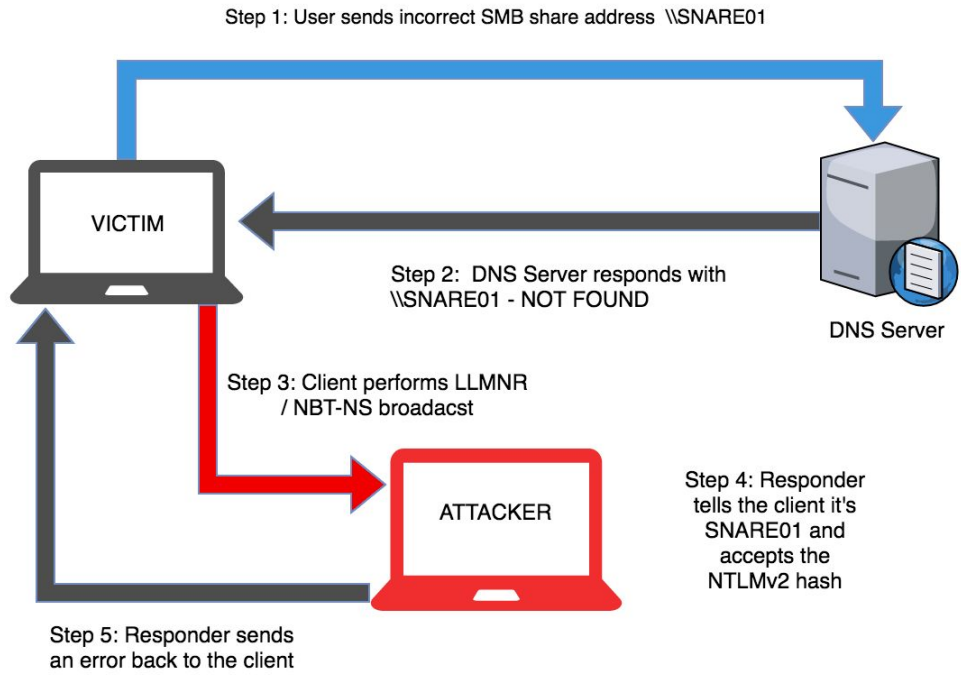 Step 1: User sends incorrect SMB share address \\SNARE01
VICTIM
Step 2: DNS Server responds with
\\SNARE01 - NOT FOUND
DNS Server
Step 3: Client performs LLMNR
/ NBT-NS broadacst
ATTACKER
Step 4: Responder
tells the client it's
SNARE01 and
accepts the
NTLMv2 hash
Step 5: Responder sends
an error back to the client